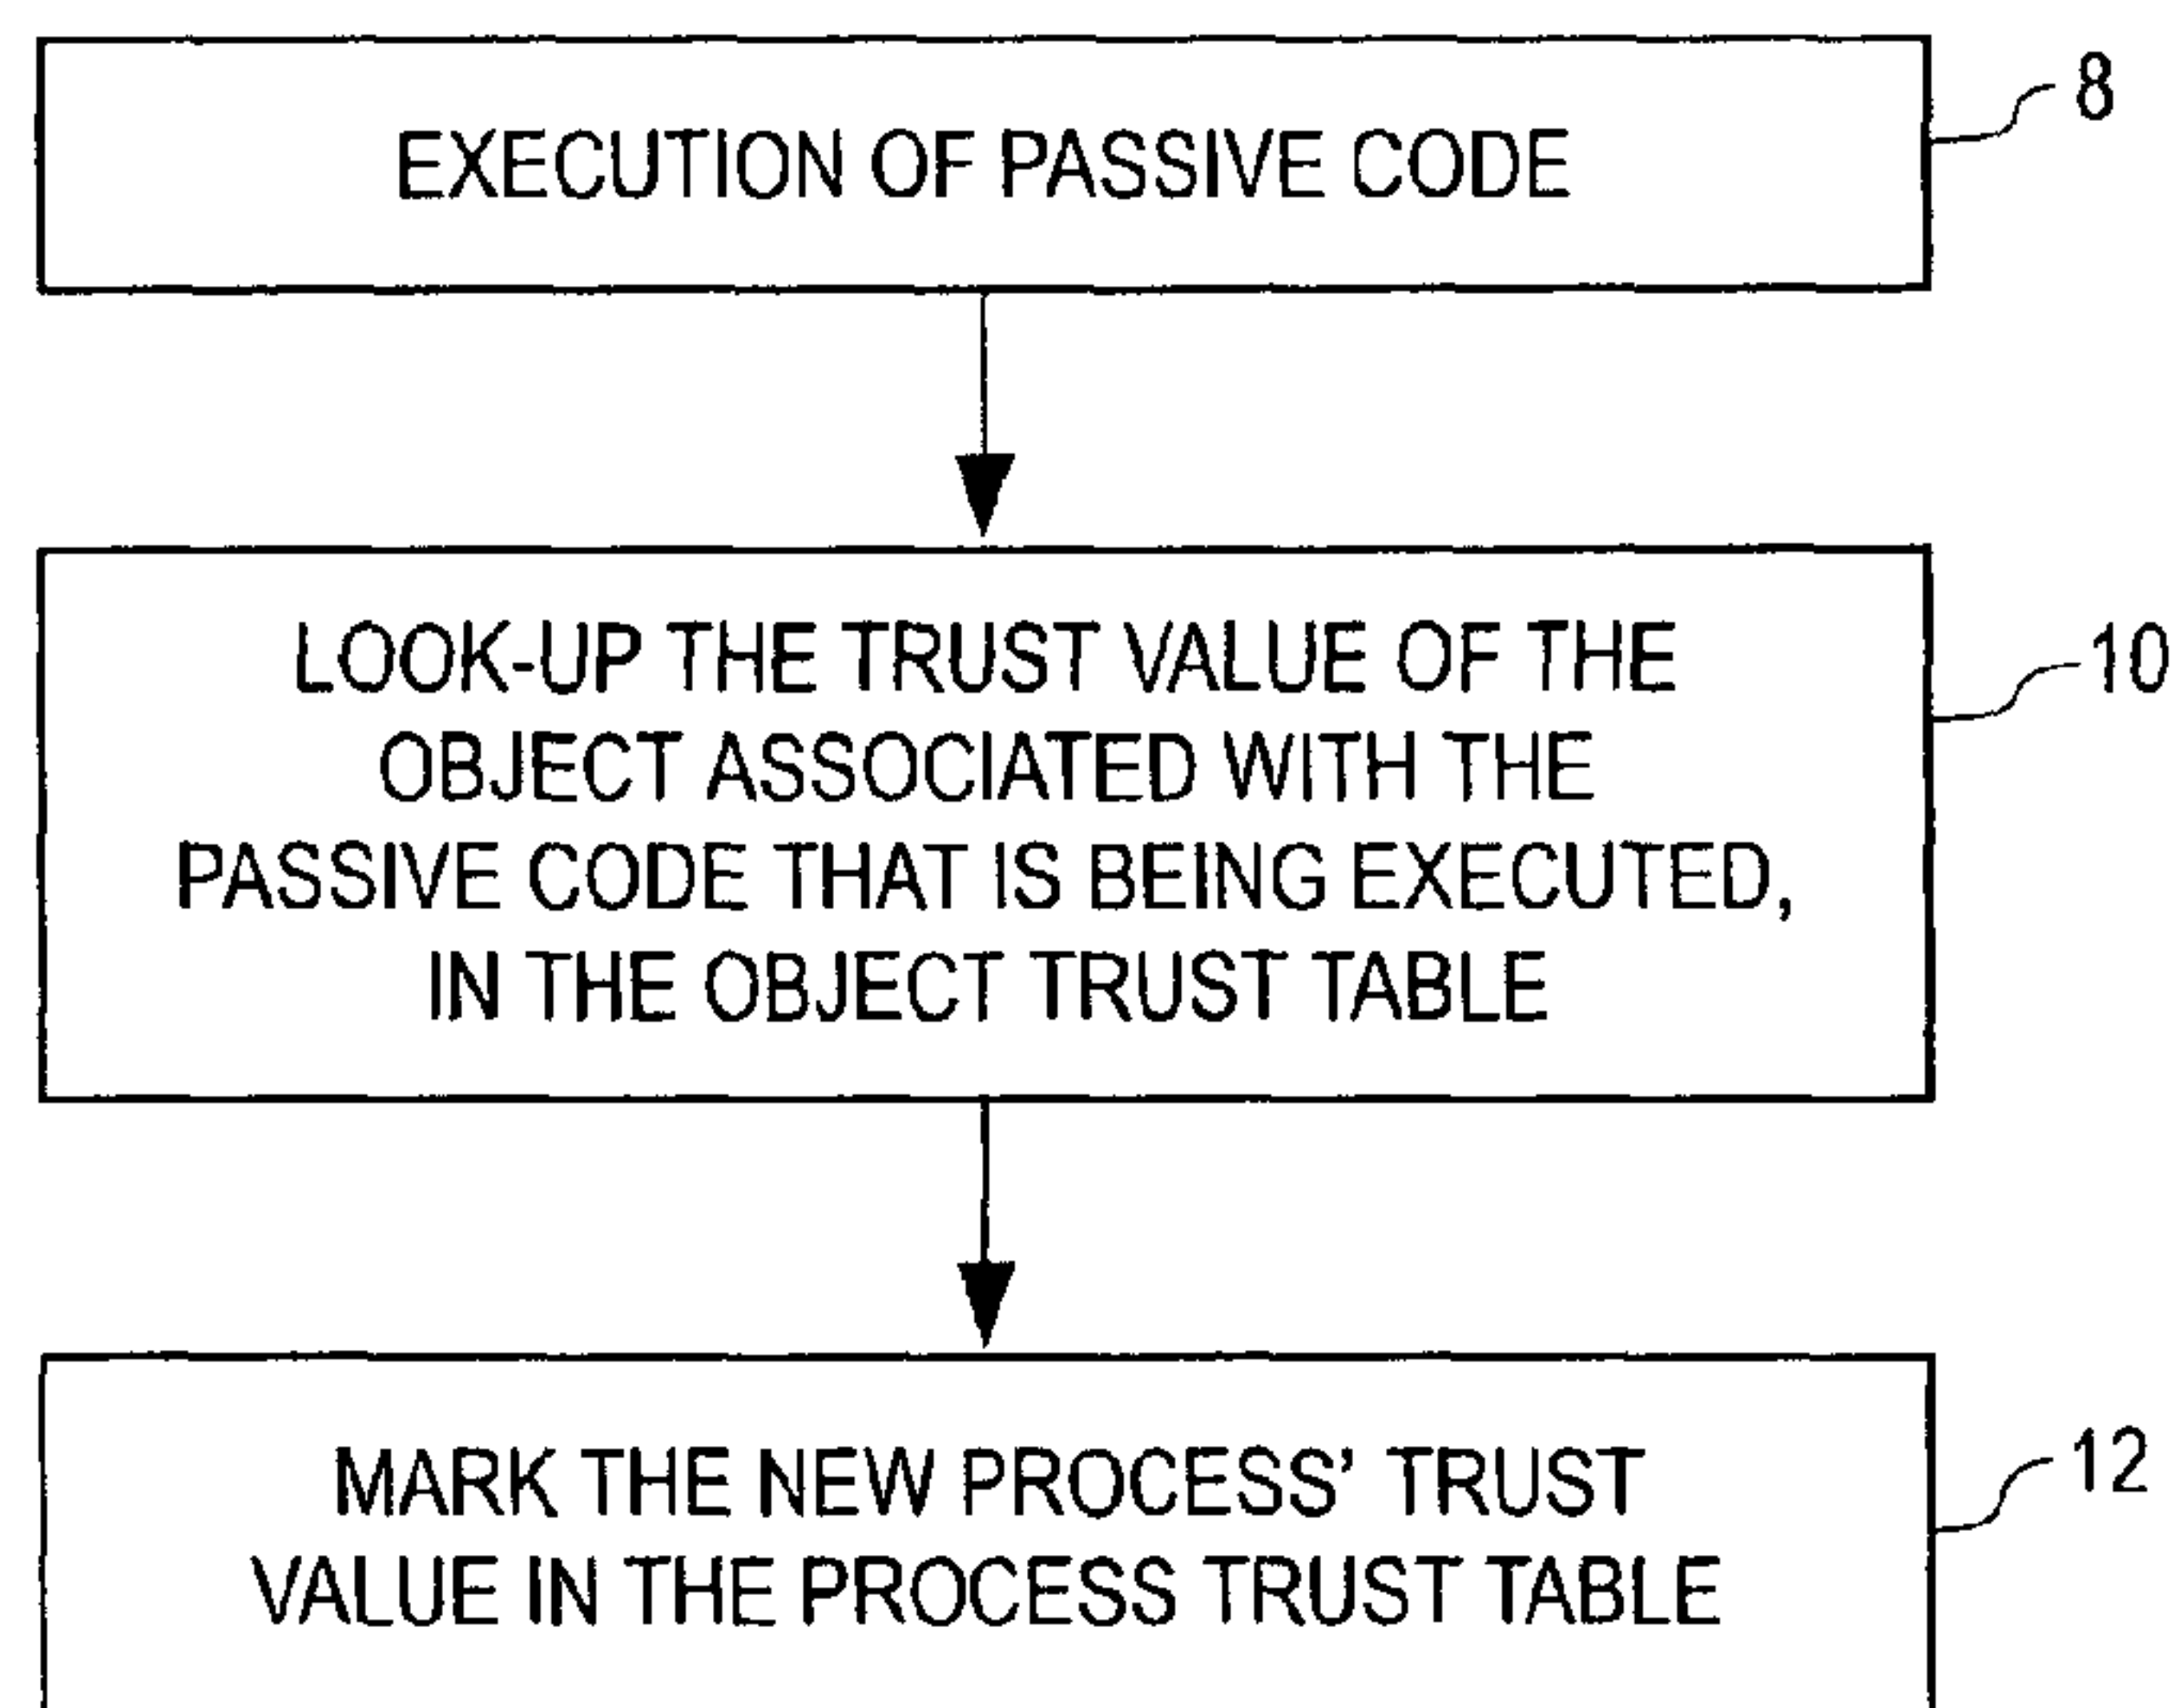 EXECUTION OF PASSIVE CODE
8
LOOK-UP THE TRUST VALUE OF THE
OBJECT ASSOCIATED WITH THE
PASSIVE CODE THAT IS BEING EXECUTED,
IN THE OBJECT TRUST TABLE
10
MARK THE NEW PROCESS’ TRUST
VALUE IN THE PROCESS TRUST TABLE
12